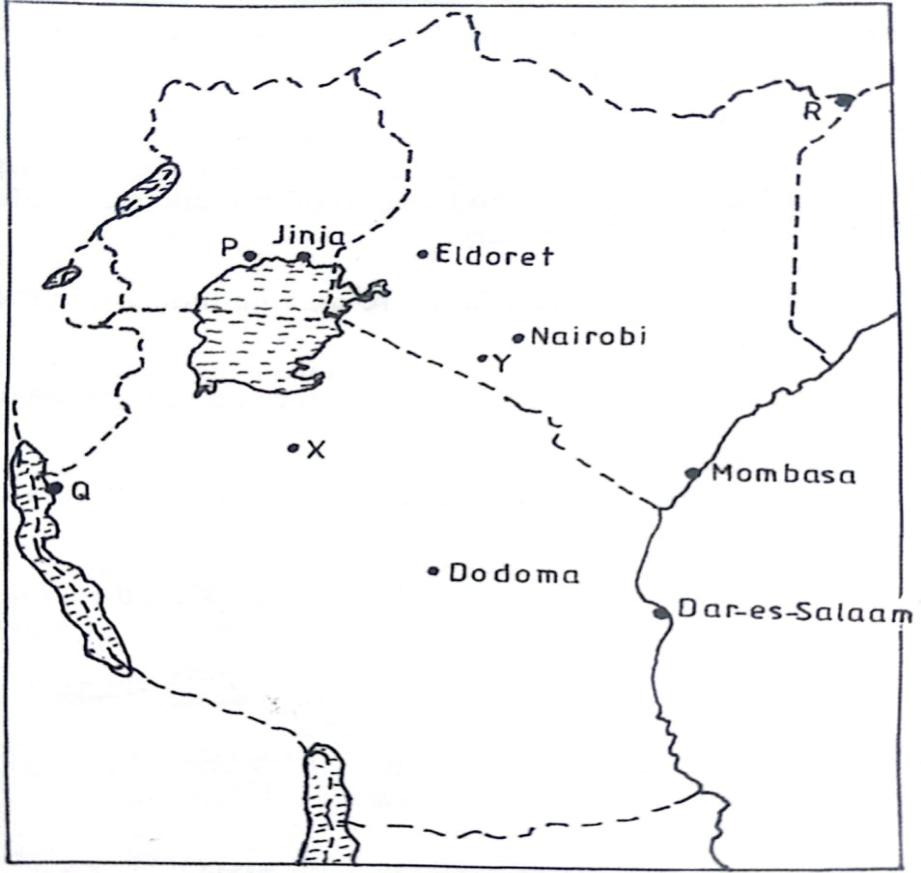 R
Jinja
P
Eldoret
Nairobi
Y
X
Mombasa
Q
Dodoma
Dar-es-Salaam